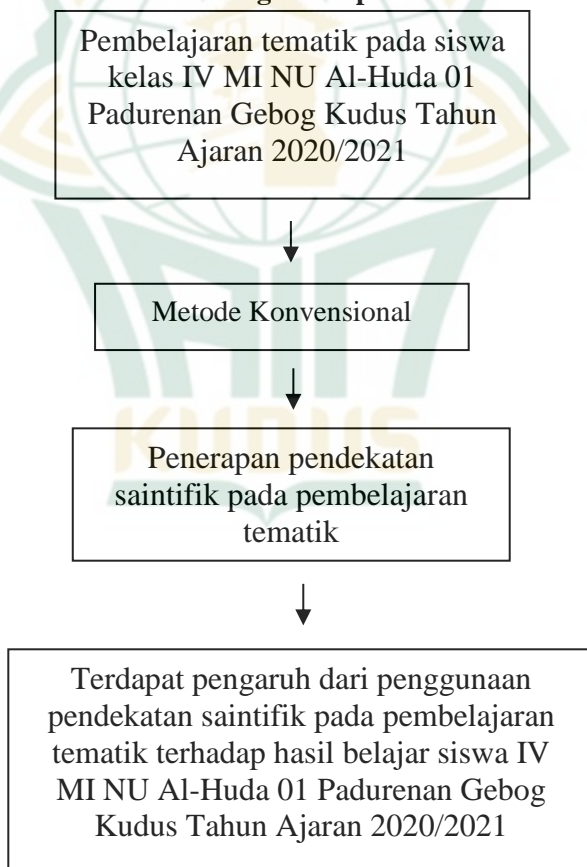 Pembelajaran tematik pada siswa
kelas IV MI NU Al-Huda 01
Padurenan Gebog Kudus Tahun
Ajaran 2020/2021
Metode Konvensional
KUDUS
Penerapan pendekatan
saintifik pada pembelajaran
tematik
Terdapat pengaruh dari penggunaan
pendekatan saintifik pada pembelajaran
tematik terhadap hasil belajar siswa IV
MI NU Al-Huda 01 Padurenan Gebog
Kudus Tahun Ajaran 2020/2021